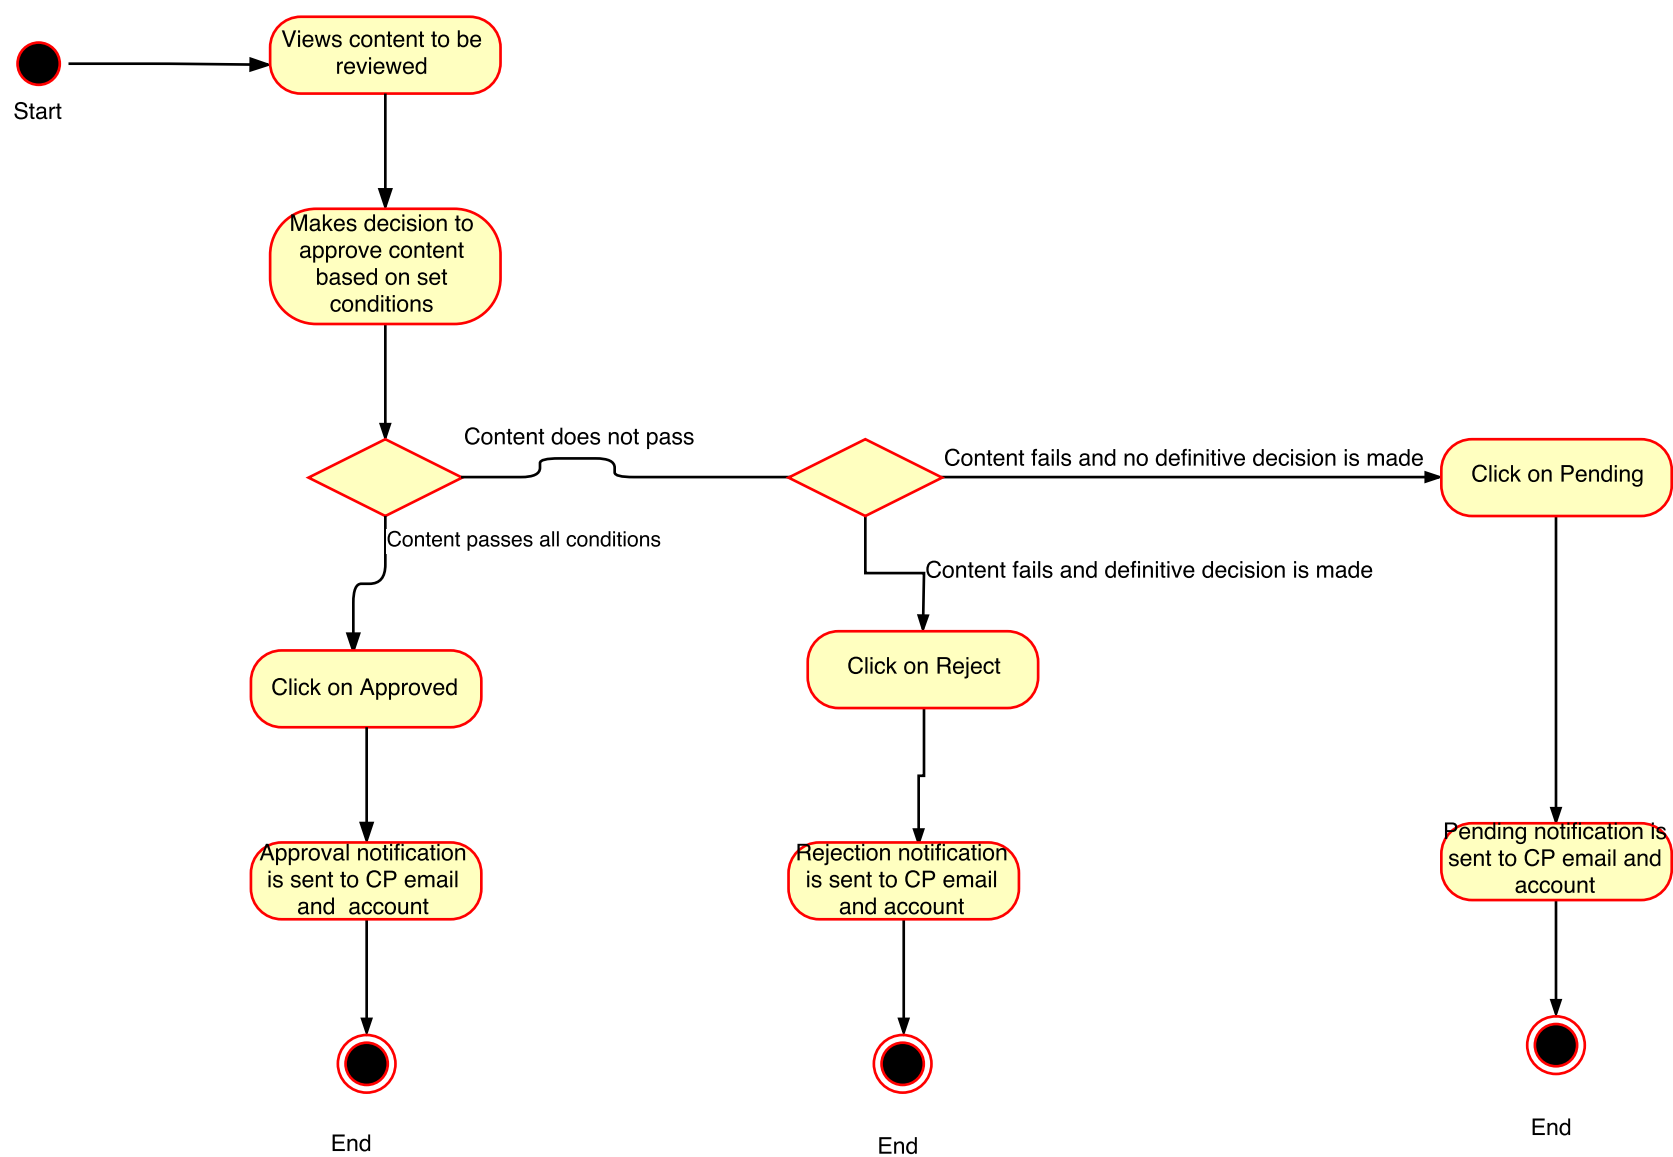 Start
Views content to be
reviewed
Makes decision to
approve content
based on set
conditions
Content does not pass
Content fails and no definitive decision is made
Click on Pending
Content passes all conditions
Content fails and definitive decision is made
Click on Approved
Click on Reject
Approval notification
is sent to CP email
and  account
Rejection notification
is sent to CP email
and account
Pending notification is
sent to CP email and
account
End
End
End